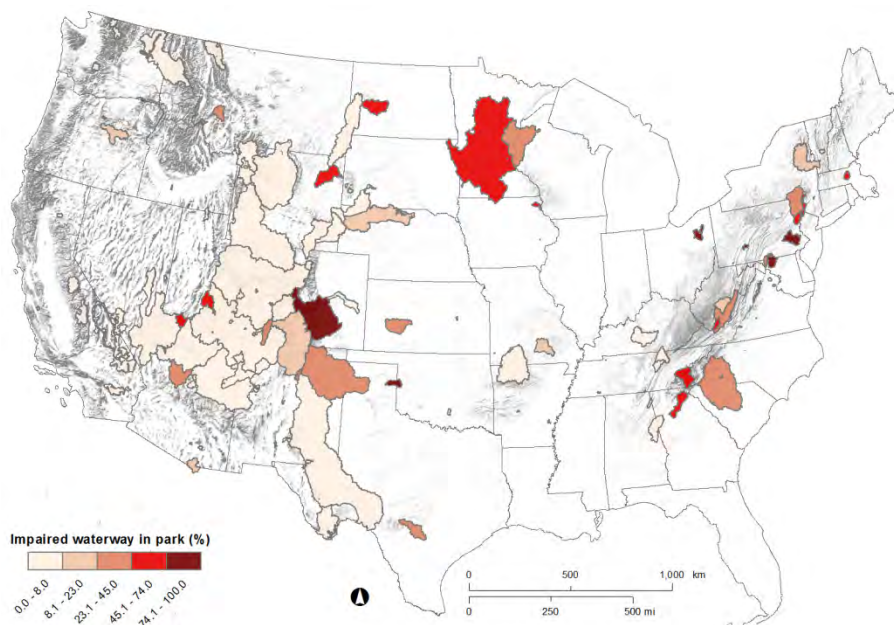 Impaired waterway in park (%)
0.0 - 8.0
8.1 - 23.0
23.1 - 45.0
45.1 - 74.0
74.1 - 100.0
0 500 1,000 km
0 250 500 mi